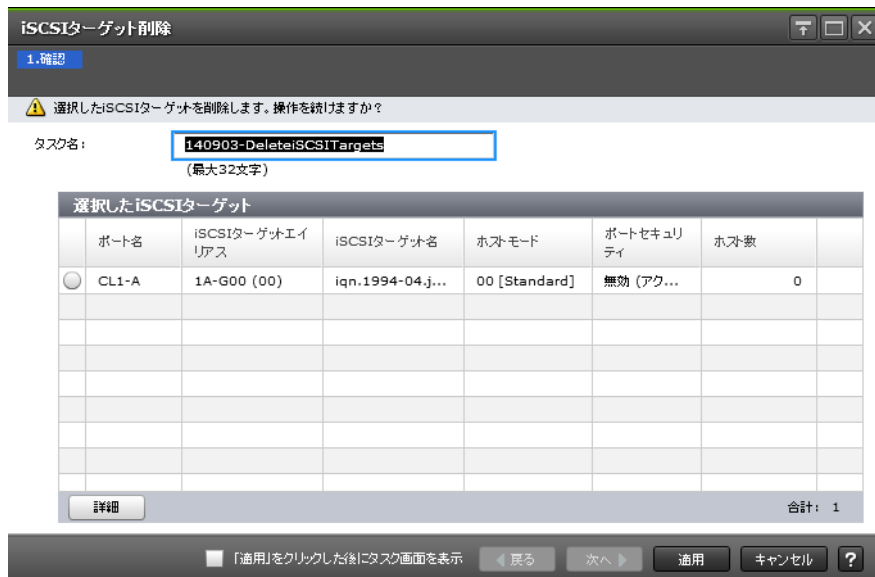 iSCSIターゲット削除
1.確認
選択したiSCSIターゲットを削除します。操作を続けますか?
タスク名:
140903-DeleteiSCSITargets
(最大32文字)
選択したiSCSIターゲット
ポート名
iSCSIターゲットエイ
リアス
iSCSIターゲット名
ホストモード
ポートセキュリ
ティ
ホスト数
CL1-A
1A-G00 (00)
iqn.1994-04.j...
00 [Standard]
無効 (アク...
0
詳細
合計: 1
「適用」をクリックした後にタスク画面を表示
戻る
次へ
適用
キャンセル
?